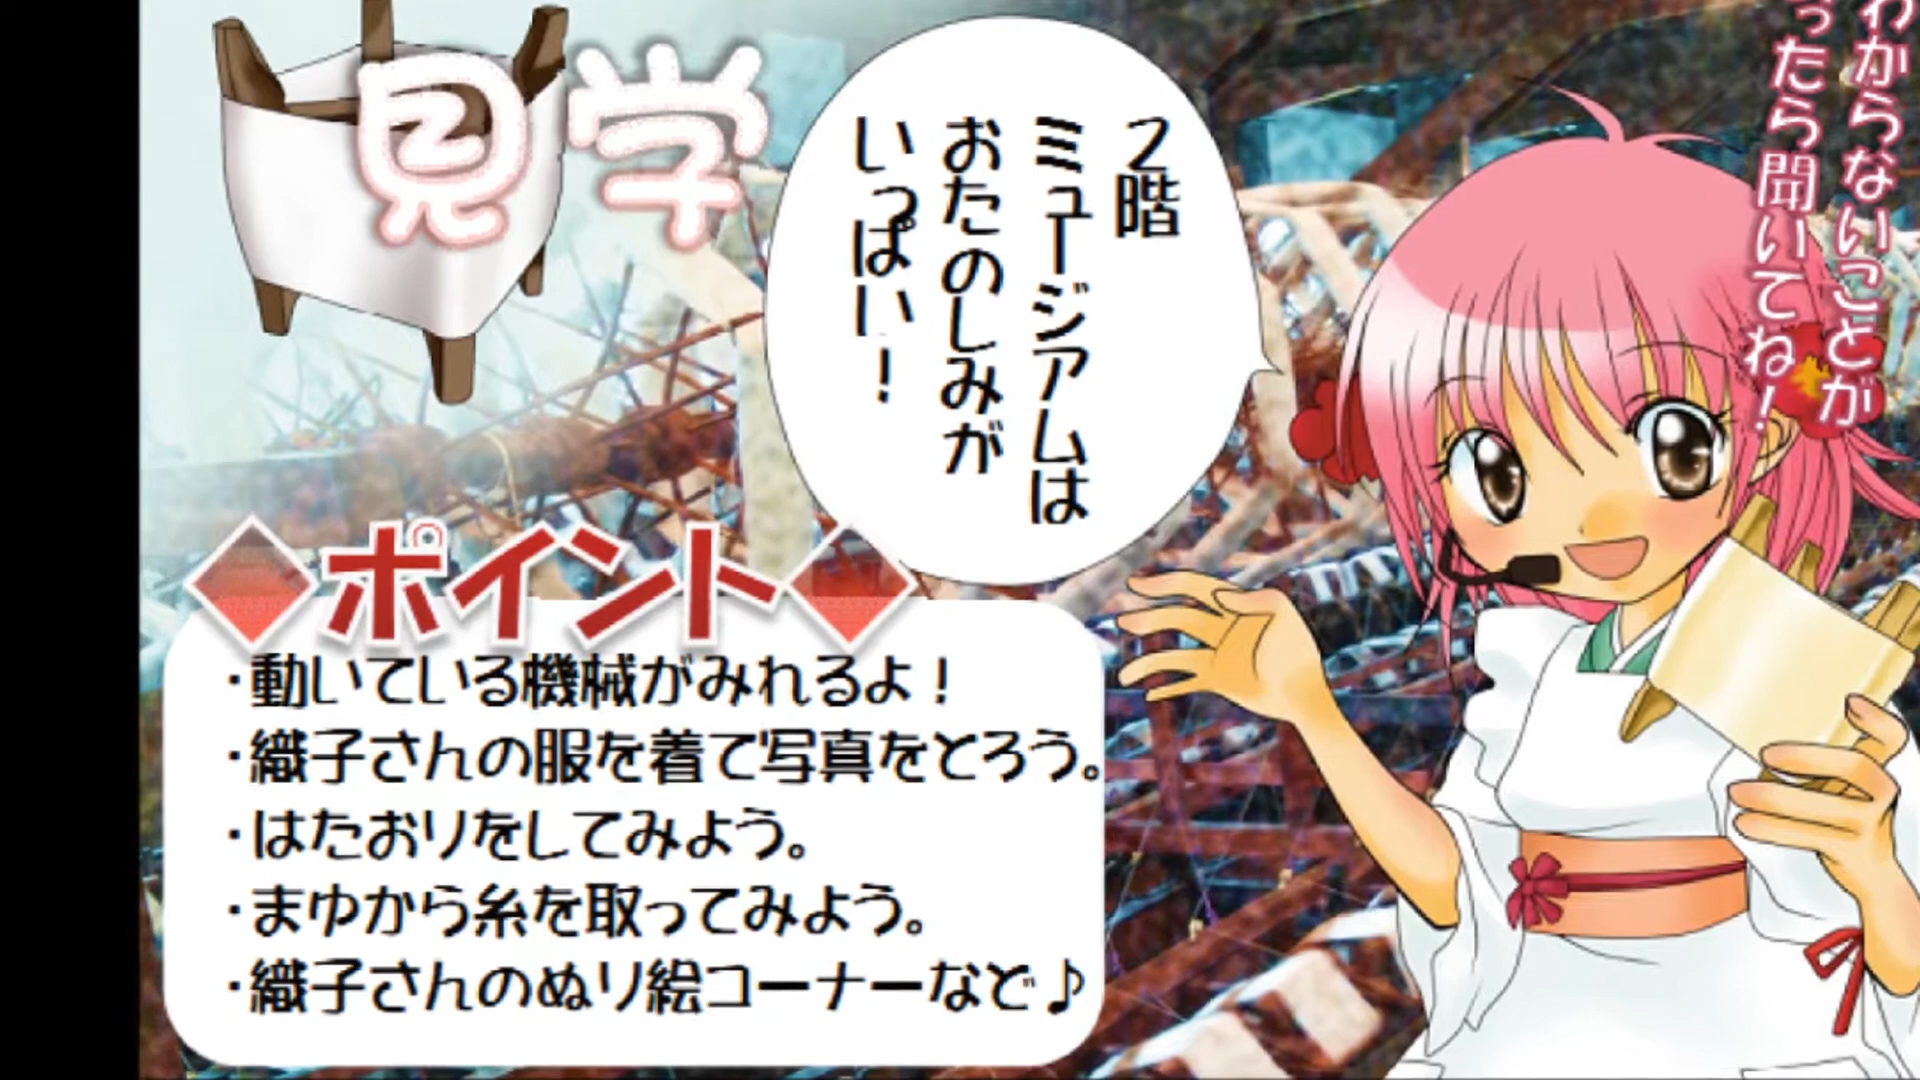 見学
2階
ミュージアムは
おたのしみが
いっぱい!
わからないことが
ったら聞いてね!
◆ポイント◆
・動いている機械がみれるよ!
・織子さんの服を着て写真をとろう。
・はたおりをしてみよう。
・まゆから糸を取ってみよう。
・織子さんのぬり絵コーナーなど♪